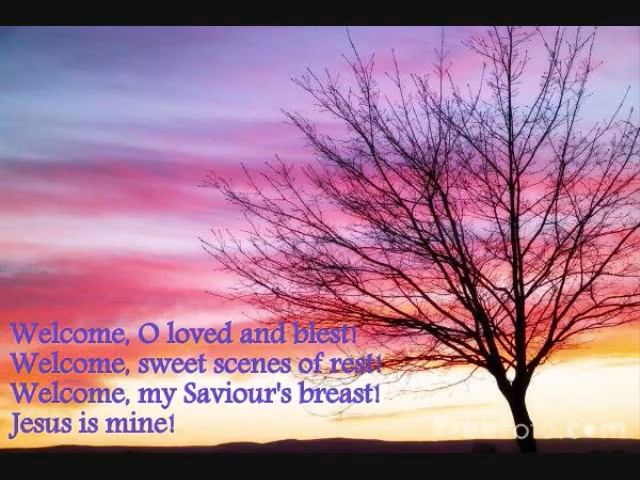 Welcome, O loved and blest!
Welcome, sweet scenes of rest!
Welcome, my Saviour's breast!
Jesus is mine!